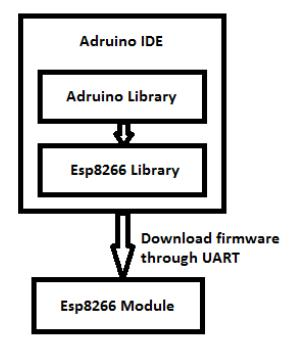 Adruino IDE
Adruino Library
Esp8266 Library
Download firmware
through UART
Esp8266 Module